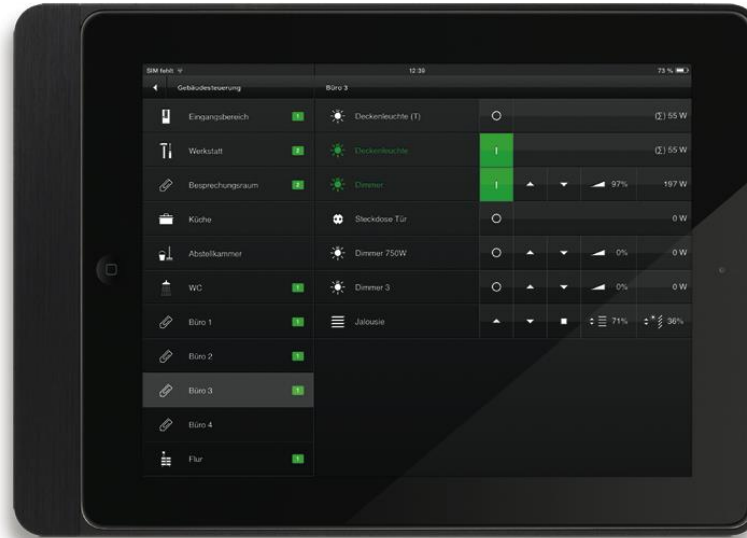 SIM fehlt 12:39 73 %
Gebäudesteuerung Büro 3
Eingangsbereich 1 Deckenleuchte (T) (Σ) 55 W
Werkstatt 2 Deckenleuchte I (Σ) 55 W
Besprechungsraum 2 Dimmer I 97% 197 W
Küche Steckdose Tür 0 W
Abstellkammer Dimmer 750W 0% 0 W
WC 1 Dimmer 3 0% 0 W
Büro 1 1 Jalousie 71% 36%
Büro 2 1
Büro 3 1
Büro 4
Flur 1